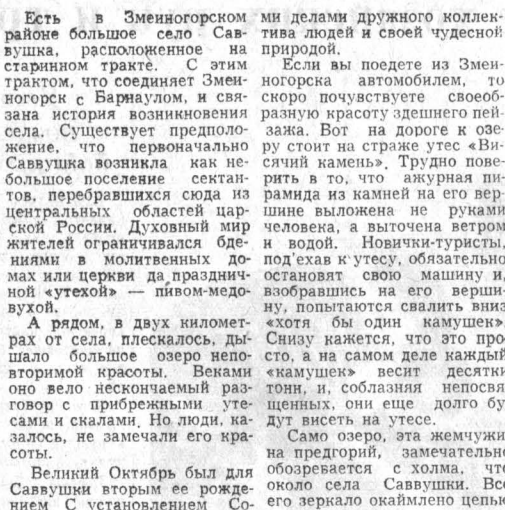 Есть в Змеиногорском
районе большое село Сав-
вушка, расположенное на
старинном тракте. С этим
трактом, что соединяет Змеи-
ногорск с Барнаулом, и свя-
зана история возникновения
села. Существует предполо-
жение, что первоначально
Саввушка возникла как не-
большое поселение сектан-
тов, перебравшихся сюда из
центральных областей цар-
ской России. Духовный мир
жителей ограничивался бде-
ниями в молитвенных до-
мах или церкви да празднич-
ной «утехой» — пивом-медо-
вухой.
А рядом, в двух километ-
рах от села, плескалось, ды-
шало большое озеро непо-
вторимой красоты. Веками
оно вело нескончаемый раз-
говор с прибрежными уте-
сами и скалами. Но люди, ка-
залось, не замечали его кра-
соты.
Великий Октябрь был для
Саввушки вторым ее рожде-
нием С установлением Со-
ми делами дружного коллек-
тива людей и своей чудесной
природой.
Если вы поедете из Змеи-
ногорска автомобилем, то
скоро почувствуете своеоб-
разную красоту здешнего пей-
зажа. Вот на дороге к озе-
ру стоит на страже утес «Ви-
сячий камень». Трудно пове-
рить в то, что ажурная пи-
рамида из камней на его вер-
шине выложена не руками
человека, а выточена ветром
и водой. Новички-туристы,
под'ехав к утесу, обязательно
остановят свою машину и,
взобравшись на его верши-
ну, попытаются свалить вниз
«хотя бы один камушек».
Снизу кажется, что это про-
сто, а на самом деле каждый
«камушек» весит десятки
тонн, и, соблазняя непосвя
щенных, они еще долго бу
дут висеть на утесе.
Само озеро, эта жемчужи
на предгорий, замечательн
обозревается с холма, чт
около села Саввушки. Вс
его зеркало окаймлено цепью